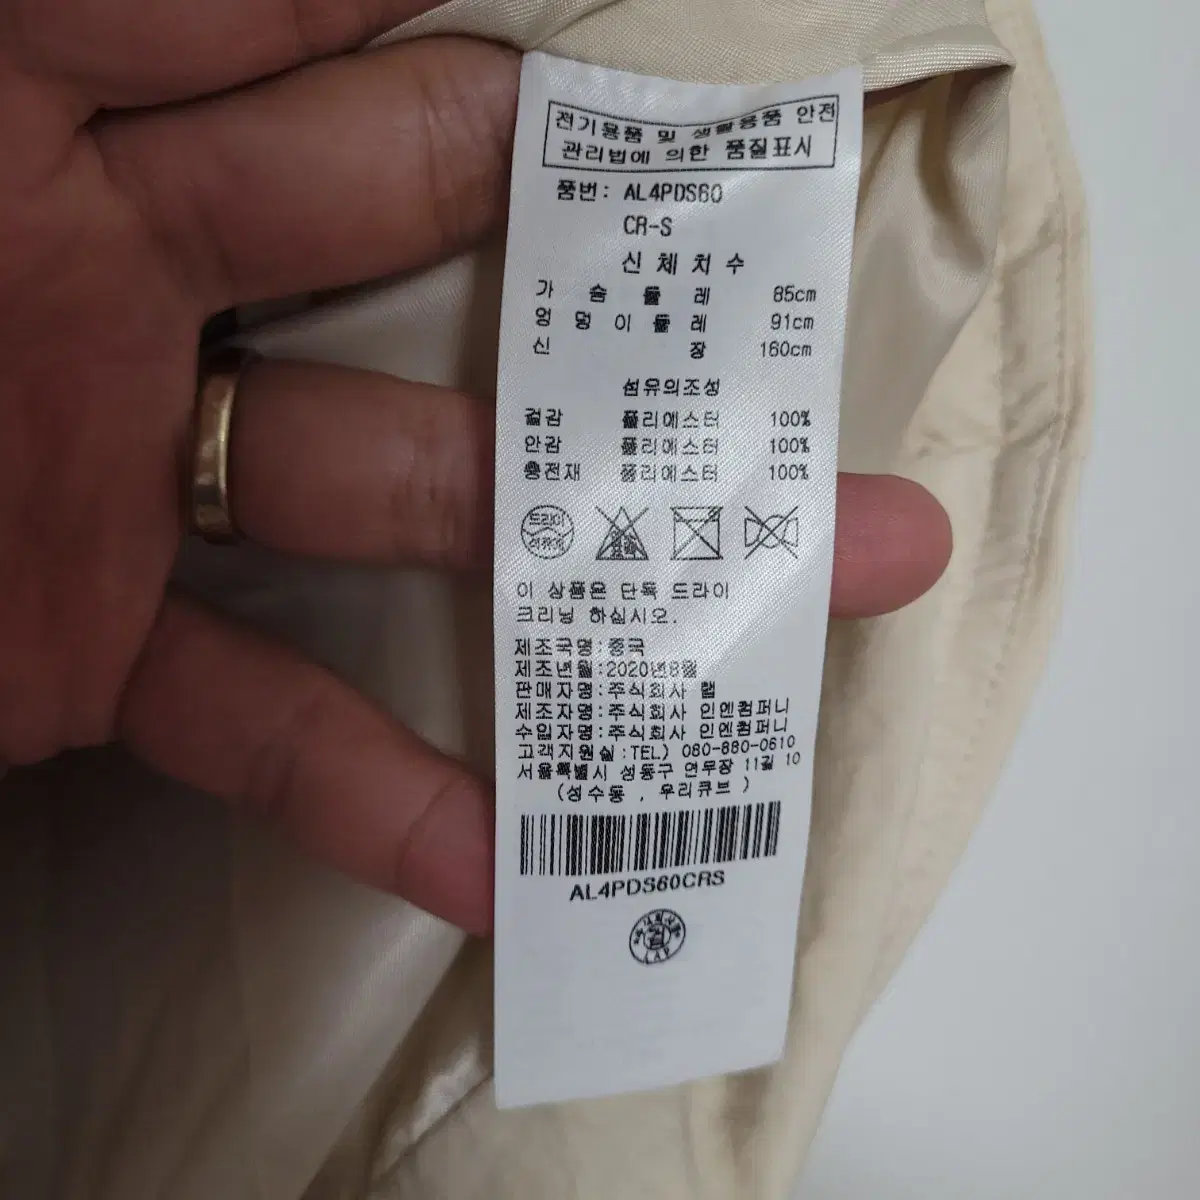 전기용품 및 생활용품 안전
관리법에 의한 품질표시
품번: AL4PDS60
CR-S
신체치수
가슴둘레 85cm
엉덩이둘레 91cm
신장 160cm
섬유의조성
겉감 폴리에스터 100%
안감 폴리에스터 100%
충전재 폴리에스터 100%
드라이
석유계
이 상품은 단독 드라이
크리닝 하십시오.
제조국명:중국
제조년월:2020년8월
판매자명:주식회사 랩
제조자명:주식회사 인엔컴퍼니
수입자명:주식회사 인엔컴퍼니
고객지원실:TEL) 080-880-0610
서울특별시 성동구 연무장 11길 10
(성수동 , 우리큐브 )
AL4PDS60CRS
LAP